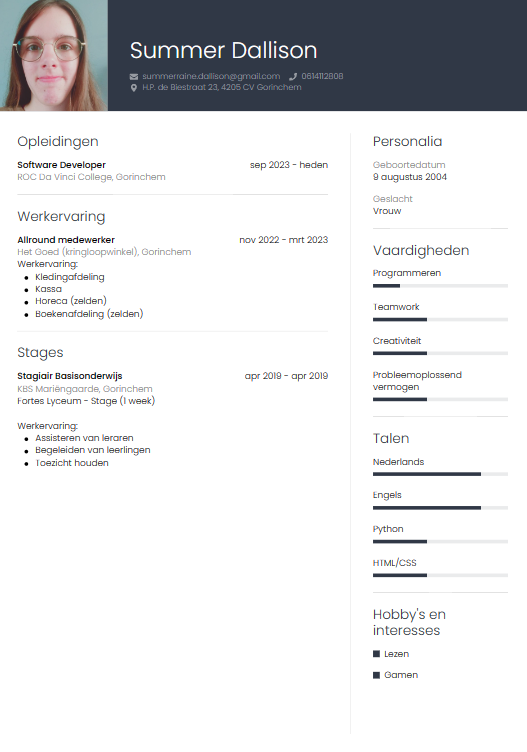 Summer Dallison
summerraine.dallison@gmail.com 0614112808
H.P. de Biestraat 23, 4205 CV Gorinchem
Opleidingen
Software Developer sep 2023 - heden
ROC Da Vinci College, Gorinchem
Werkervaring
Allround medewerker nov 2022 - mrt 2023
Het Goed (kringloopwinkel), Gorinchem
Werkervaring:
• Kledingafdeling
• Kassa
• Horeca (zelden)
• Boekenafdeling (zelden)
Stages
Stagiair Basisonderwijs apr 2019 - apr 2019
KBS Mariëngaarde, Gorinchem
Fortes Lyceum - Stage (1 week)
Werkervaring:
• Assisteren van leraren
• Begeleiden van leerlingen
• Toezicht houden
Personalia
Geboortedatum
9 augustus 2004
Geslacht
Vrouw
Vaardigheden
Programmeren
Teamwork
Creativiteit
Probleemoplossend
vermogen
Talen
Nederlands
Engels
Python
HTML/CSS
Hobby's en
interesses
Lezen
Gamen